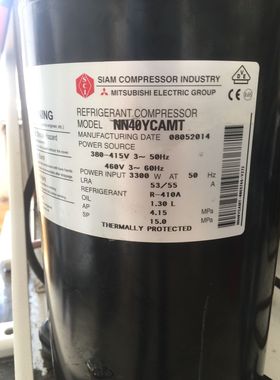 SIAM COMPRESSOR INDUSTRY
MITSUBISHI ELECTRIC GROUP
REFRIGERANT COMPRESSOR
MODEL NN40YCAMT
MANUFACTURING DATE 08052014
POWER SOURCE
380-415V 3~ 50Hz
460V 3~ 60Hz
POWER INPUT 3300 W AT 50 Hz
LRA 53/55 A
REFRIGERANT R-410A
OIL 1.30 L
AP 4.15 MPa
SP 15.0 MPa
THERMALLY PROTECTED